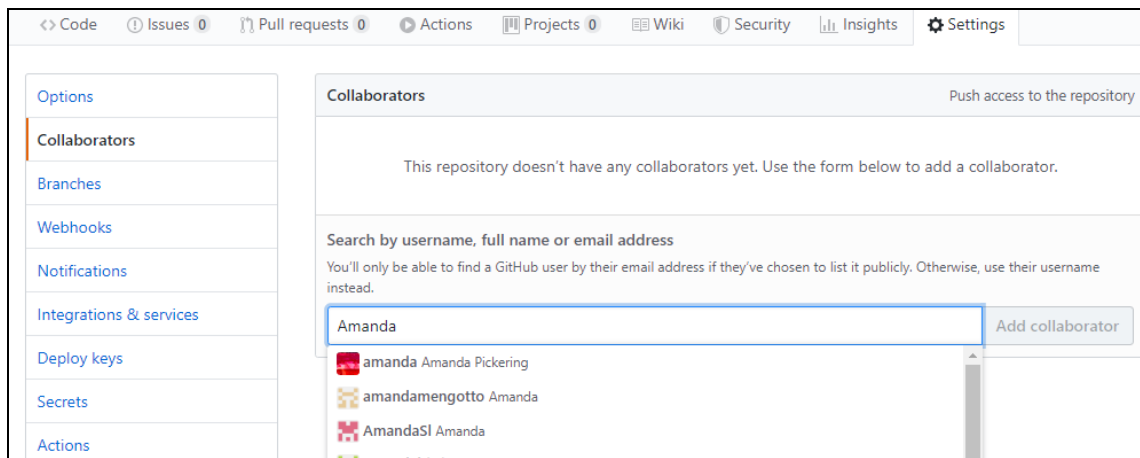 Code Issues 0 Pull requests 0 Actions Projects 0 Wiki Security Insights Settings
Options
Collaborators
Branches
Webhooks
Notifications
Integrations & services
Deploy keys
Secrets
Actions
Collaborators Push access to the repository
This repository doesn't have any collaborators yet. Use the form below to add a collaborator.
Search by username, full name or email address
You'll only be able to find a GitHub user by their email address if they've chosen to list it publicly. Otherwise, use their username
instead.
Amanda Add collaborator
amanda Amanda Pickering
amandamengotto Amanda
AmandaSl Amanda